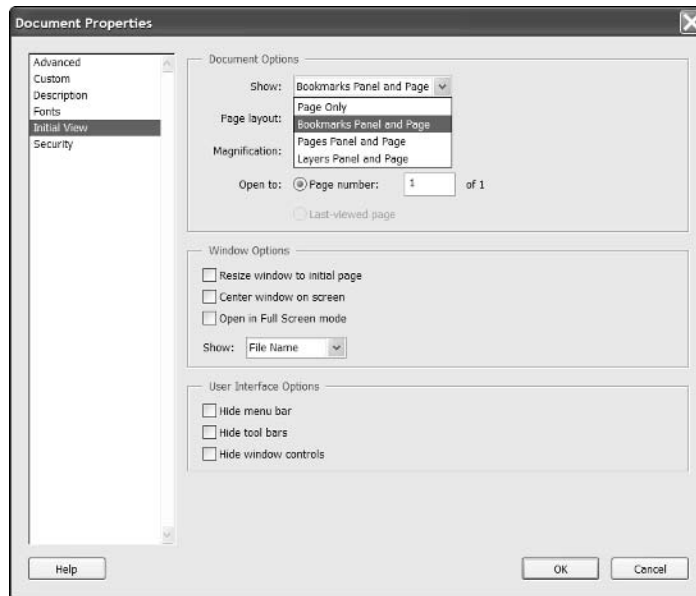 Document Properties
Advanced
Custom
Description
Fonts
Initial View
Security
Document Options
Show: Bookmarks Panel and Page
Page Only
Bookmarks Panel and Page
Pages Panel and Page
Layers Panel and Page
Page layout:
Magnification:
Open to: Page number: 1 of 1
Last-viewed page
Window Options
Resize window to initial page
Center window on screen
Open in Full Screen mode
Show: File Name
User Interface Options
Hide menu bar
Hide tool bars
Hide window controls
Help OK Cancel